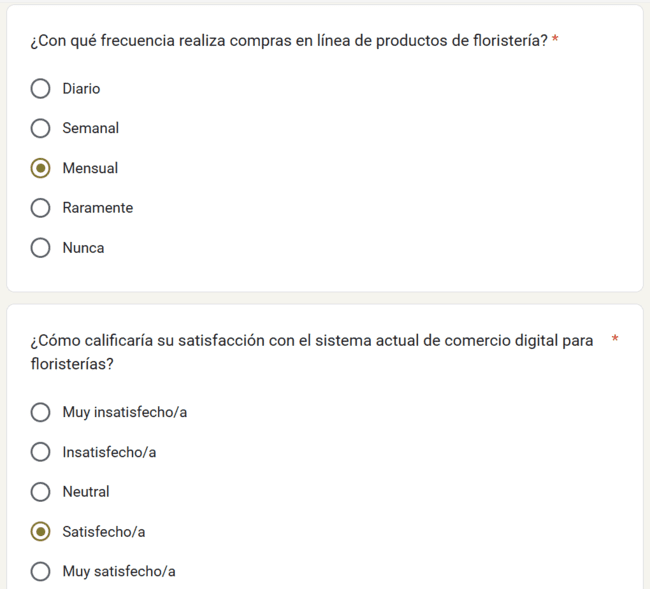 ¿Con qué frecuencia realiza compras en línea de productos de floristería? *
Diario
Semanal
Mensual
Raramente
Nunca
¿Cómo calificaría su satisfacción con el sistema actual de comercio digital para *
floristerías?
Muy insatisfecho/a
Insatisfecho/a
Neutral
Satisfecho/a
Muy satisfecho/a